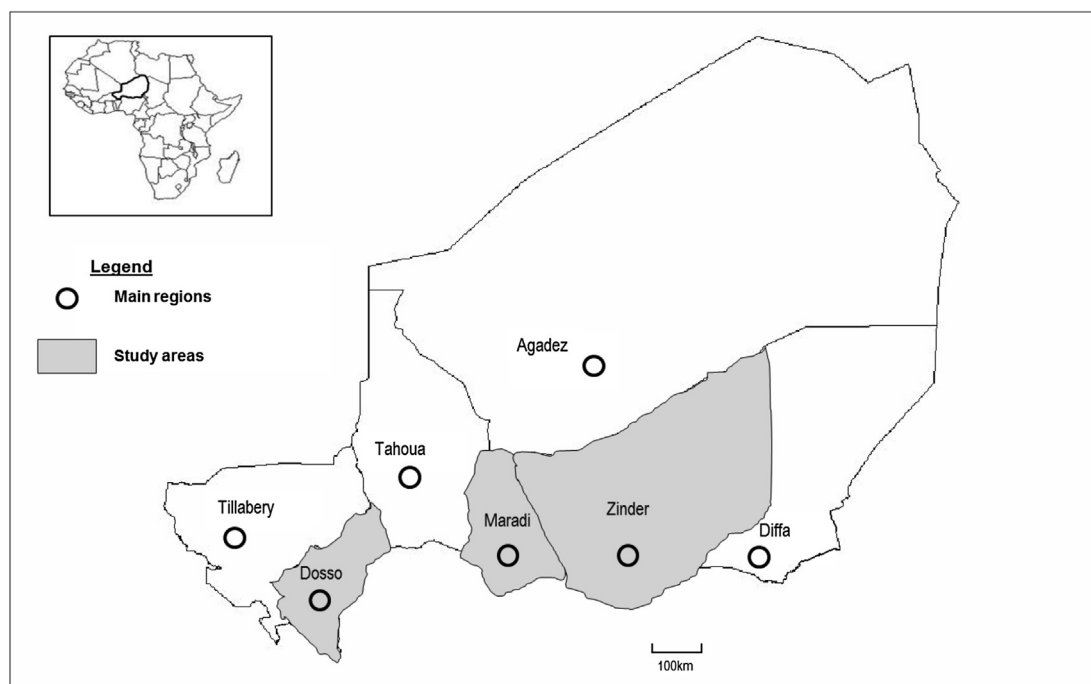 Legend
Main regions
Study areas
Agadez
Tahoua
Tillabery
Maradi
Zinder
Diffa
Dosso
100km